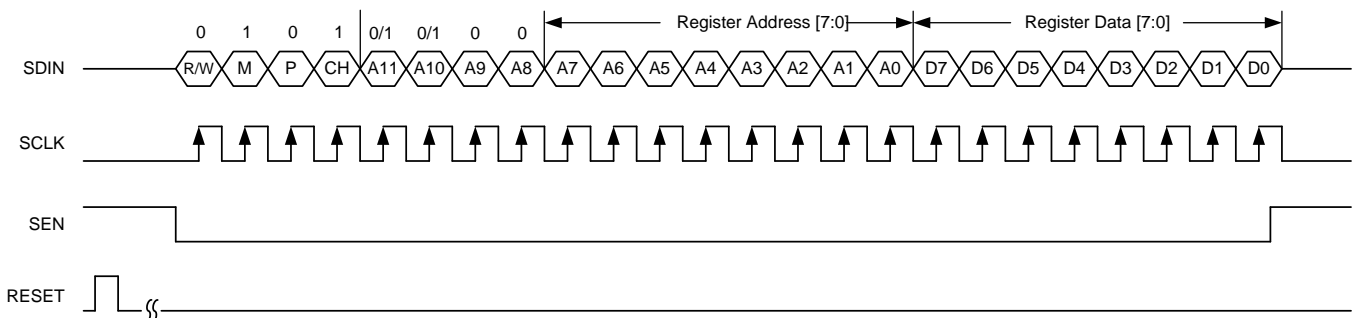 Register Address [7:0] Register Data [7:0]
0 1 0 1 0/1 0/1 0 0
SDIN R/W M P CH A11 A10 A9 A8 A7 A6 A5 A4 A3 A2 A1 A0 D7 D6 D5 D4 D3 D2 D1 D0
SCLK
SEN
RESET